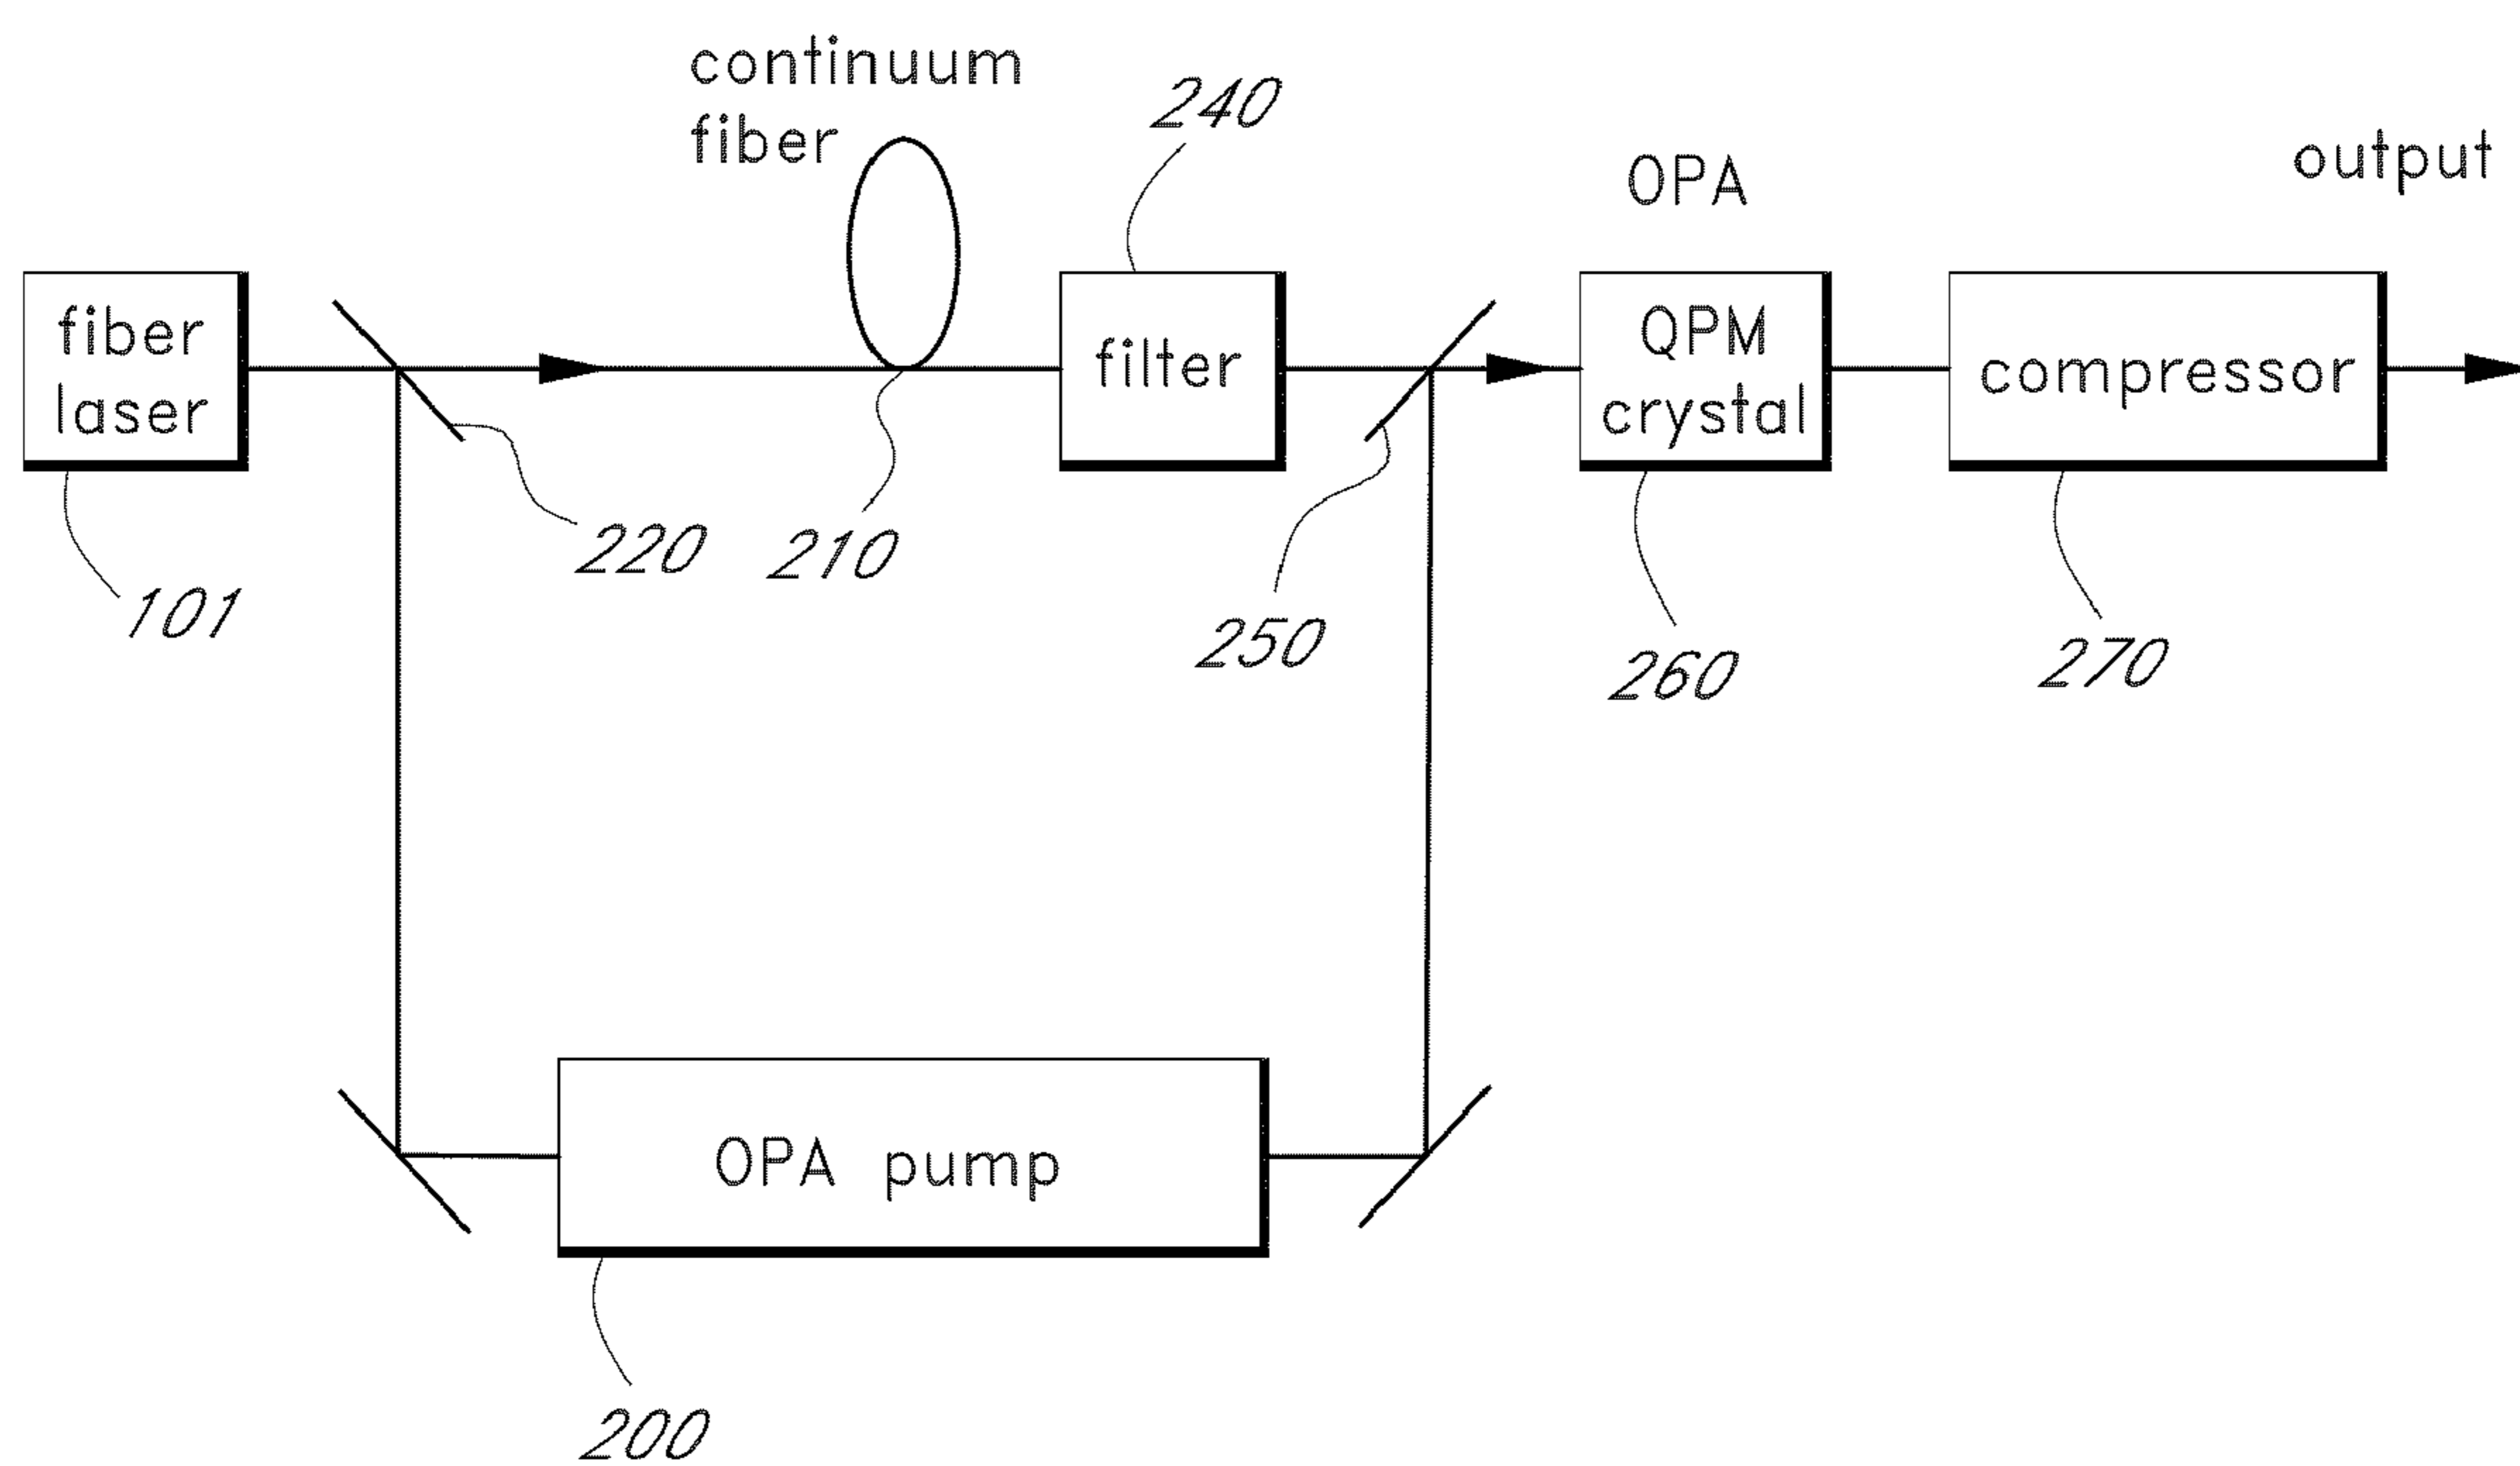 continuum
fiber
240
OPA
output
fiber
laser
filter
QPM
crystal
compressor
220
210
101
250
260
270
OPA pump
200